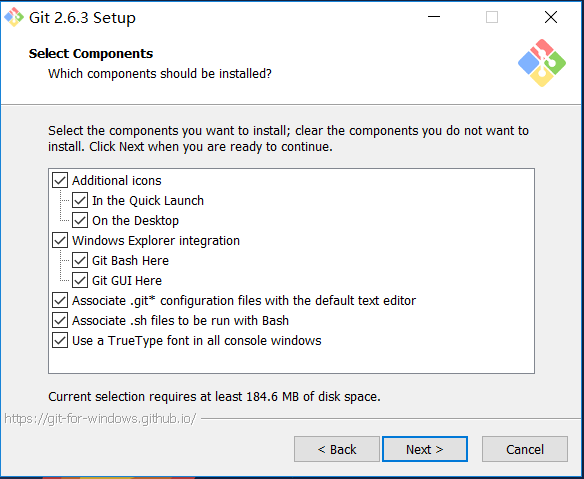 Git 2.6.3 Setup
Select Components
Which components should be installed?
Select the components you want to install; clear the components you do not want to
install. Click Next when you are ready to continue.
Additional icons
In the Quick Launch
On the Desktop
Windows Explorer integration
Git Bash Here
Git GUI Here
Associate .git* configuration files with the default text editor
Associate .sh files to be run with Bash
Use a TrueType font in all console windows
Current selection requires at least 184.6 MB of disk space.
https://git-for-windows.github.io/
< Back Next > Cancel